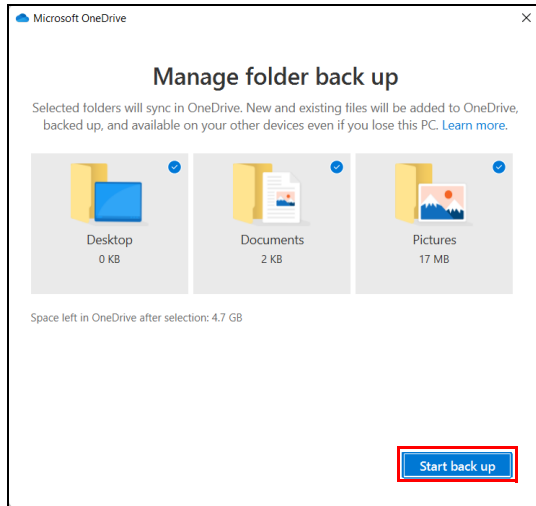 Microsoft OneDrive
Manage folder back up
Selected folders will sync in OneDrive. New and existing files will be added to OneDrive,
backed up, and available on your other devices even if you lose this PC. Learn more.
Desktop
0 KB
Documents
2 KB
Pictures
17 MB
Space left in OneDrive after selection: 4.7 GB
Start back up